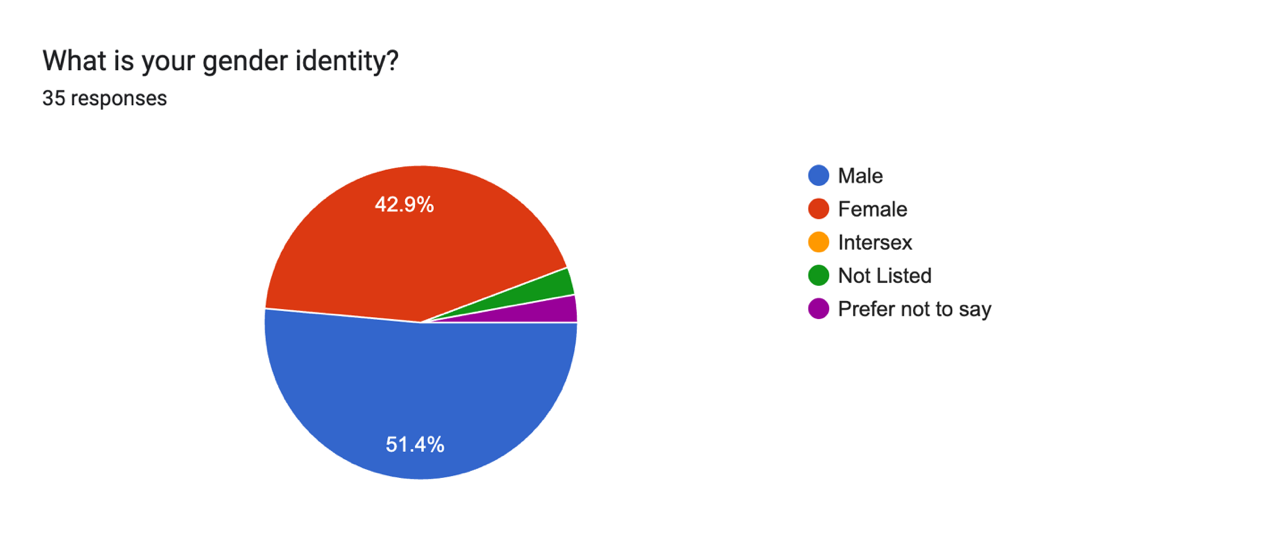 What is your gender identity?
35 responses
42.9%
51.4%
Male
Female
Intersex
Not Listed
Prefer not to say